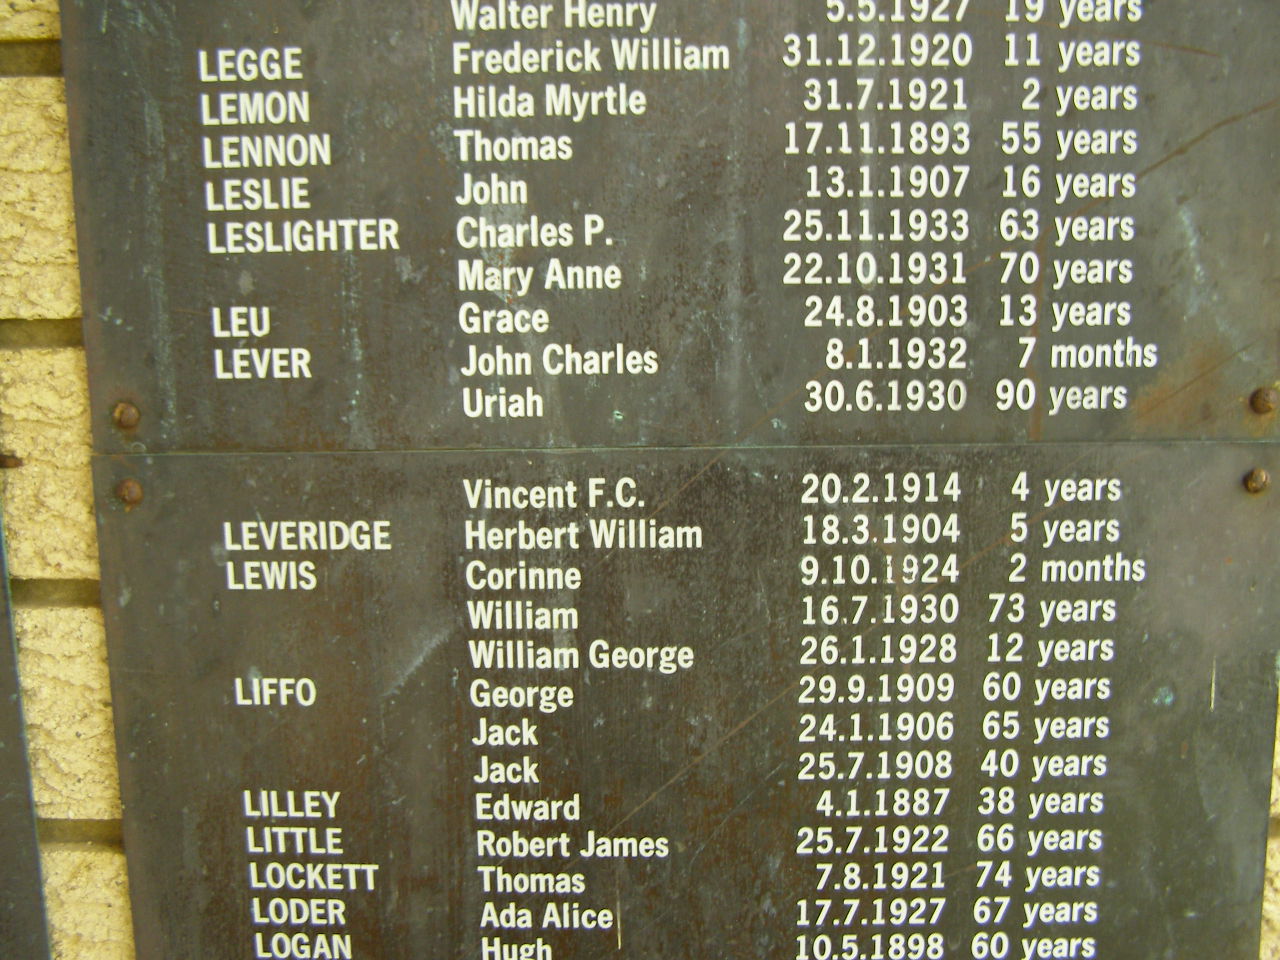 Walter Henry 5.5.1927 19 years
LEGGE Frederick William 31.12.1920 11 years
LEMON Hilda Myrtle 31.7.1921 2 years
LENNON Thomas 17.11.1893 55 years
LESLIE John 13.1.1907 16 years
LESLIGHTER Charles P. 25.11.1933 63 years
Mary Anne 22.10.1931 70 years
LEU Grace 24.8.1903 13 years
LEVER John Charles 8.1.1932 7 months
Uriah 30.6.1930 90 years
Vincent F.C. 20.2.1914 4 years
LEVERIDGE Herbert William 18.3.1904 5 years
LEWIS Corinne 9.10.1924 2 months
William 16.7.1930 73 years
William George 26.1.1928 12 years
LIFFO George 29.9.1909 60 years
Jack 24.1.1906 65 years
Jack 25.7.1908 40 years
LILLEY Edward 4.1.1887 38 years
LITTLE Robert James 25.7.1922 66 years
LOCKETT Thomas 7.8.1921 74 years
LODER Ada Alice 17.7.1927 67 years
LOGAN Hugh 10.5.1898 60 years